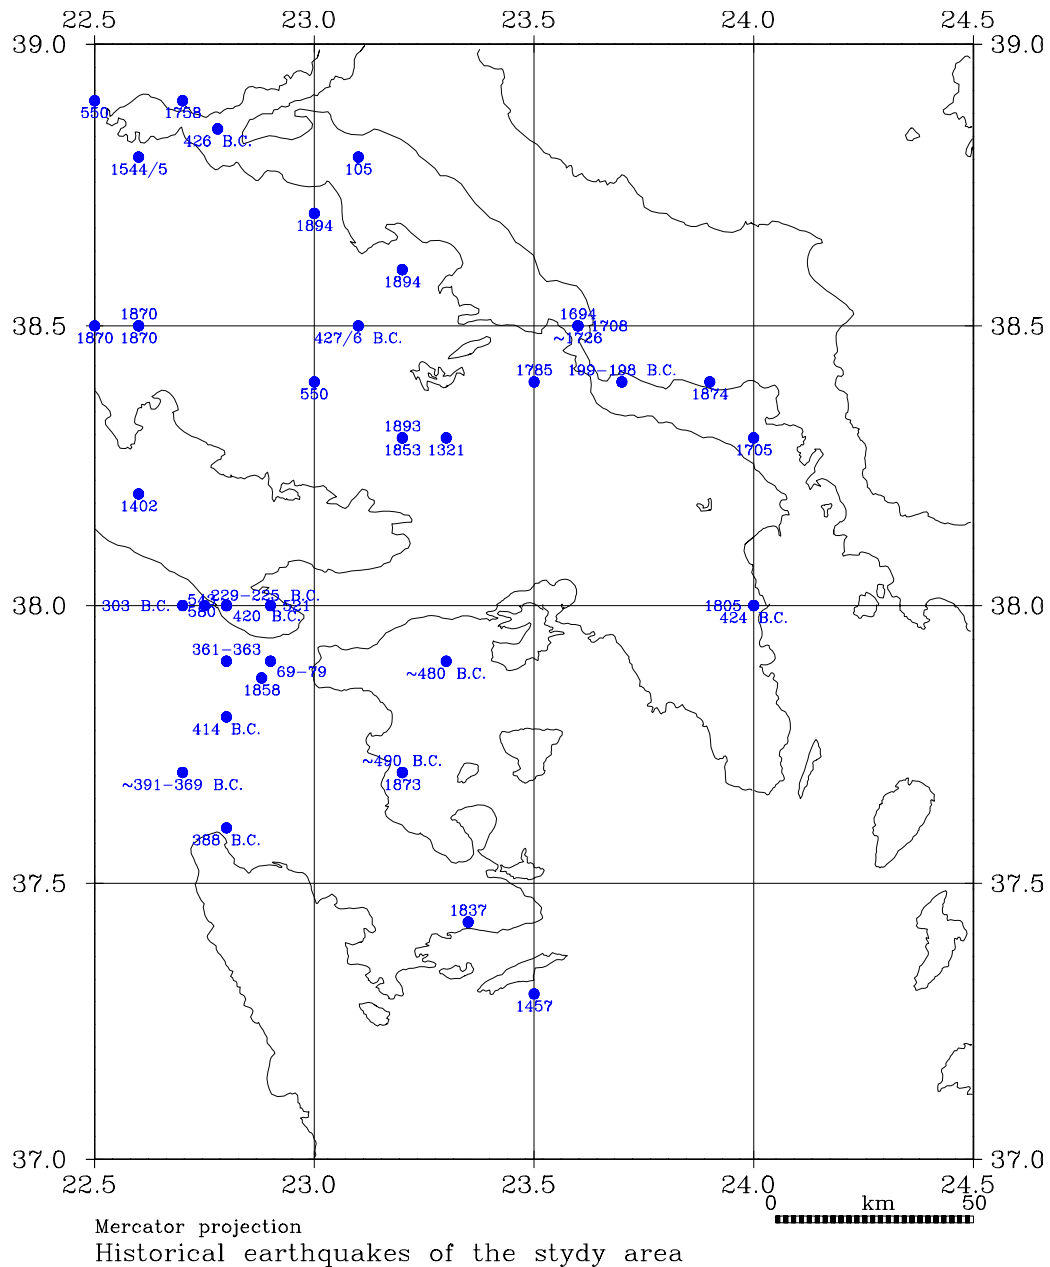 22.5 23.0 23.5 24.0 24.5
39.0 39.0
550 1758
426 B.C.
1544/5 105
1894
1894
1870 1694
38.5 1708 38.5
1870 1870 427/6 B.C. ~1726
1785 199-198 B.C.
550 1874
1893
1853 1321 1705
1402
543 229-225 B.C.
38.0 303 B.C. 521 1805 38.0
580 420 B.C. 424 B.C.
361-363
69-79 ~480 B.C.
1858
414 B.C.
~490 B.C.
~391-369 B.C. 1873
388 B.C.
37.5 37.5
1837
1457
37.0 37.0
22.5 23.0 23.5 24.0 24.5
0 km 50
Mercator projection
Historical earthquakes of the stydy area